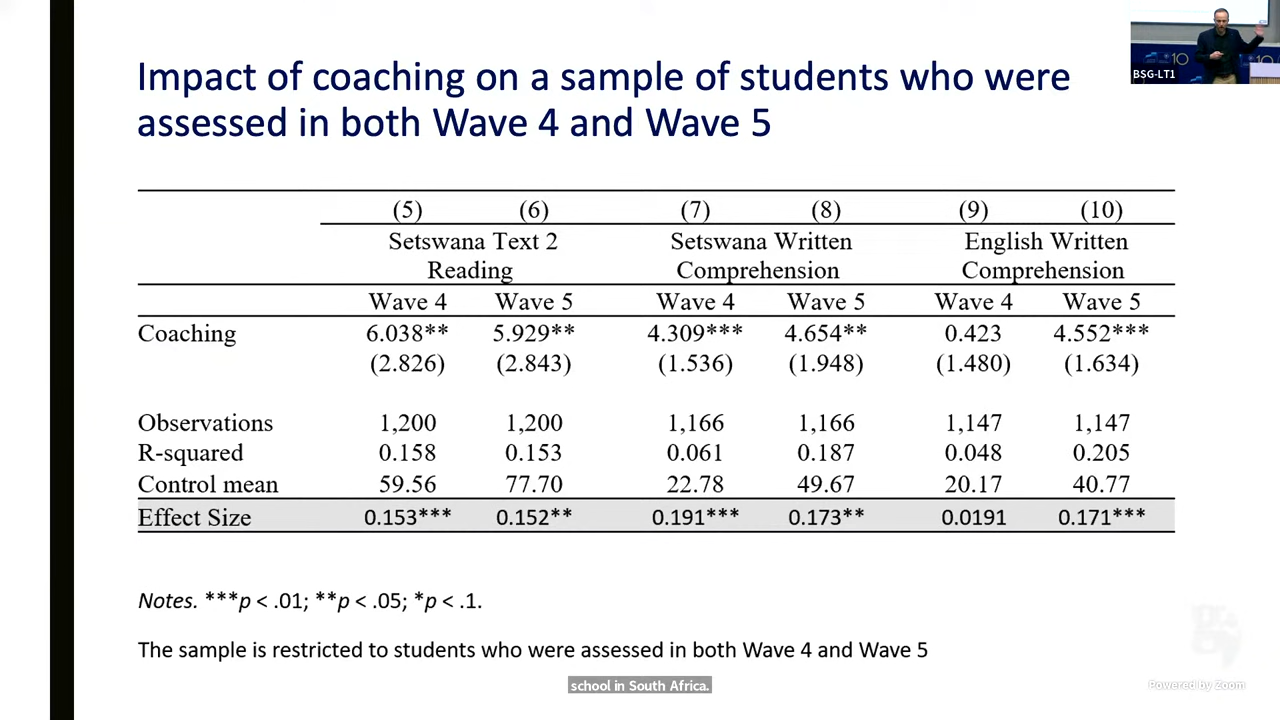 Impact of coaching on a sample of students who were
assessed in both Wave 4 and Wave 5
BSG-LT1
10
(5) (6) (7) (8) (9) (10)
Setswana Text 2 Setswana Written English Written
Reading Comprehension Comprehension
Wave 4 Wave 5 Wave 4 Wave 5 Wave 4 Wave 5
Coaching 6.038** 5.929** 4.309*** 4.654** 0.423 4.552***
(2.826) (2.843) (1.536) (1.948) (1.480) (1.634)
Observations 1,200 1,200 1,166 1,166 1,147 1,147
R-squared 0.158 0.153 0.061 0.187 0.048 0.205
Control mean 59.56 77.70 22.78 49.67 20.17 40.77
Effect Size 0.153*** 0.152** 0.191*** 0.173** 0.0191 0.171***
Notes. ***p < .01; **p < .05; *p < .1.
The sample is restricted to students who were assessed in both Wave 4 and Wave 5
school in South Africa.
Powered by Zoom